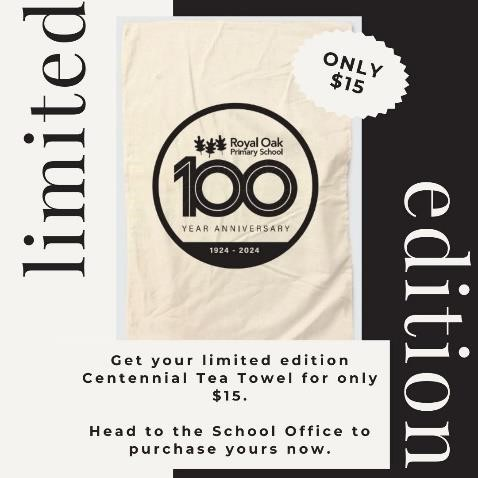 limited
ONLY
$15
Royal Oak
Primary School
100
YEAR ANNIVERSARY
1924 - 2024
edition
Get your limited edition
Centennial Tea Towel for only
$15.
Head to the School Office to
purchase yours now.